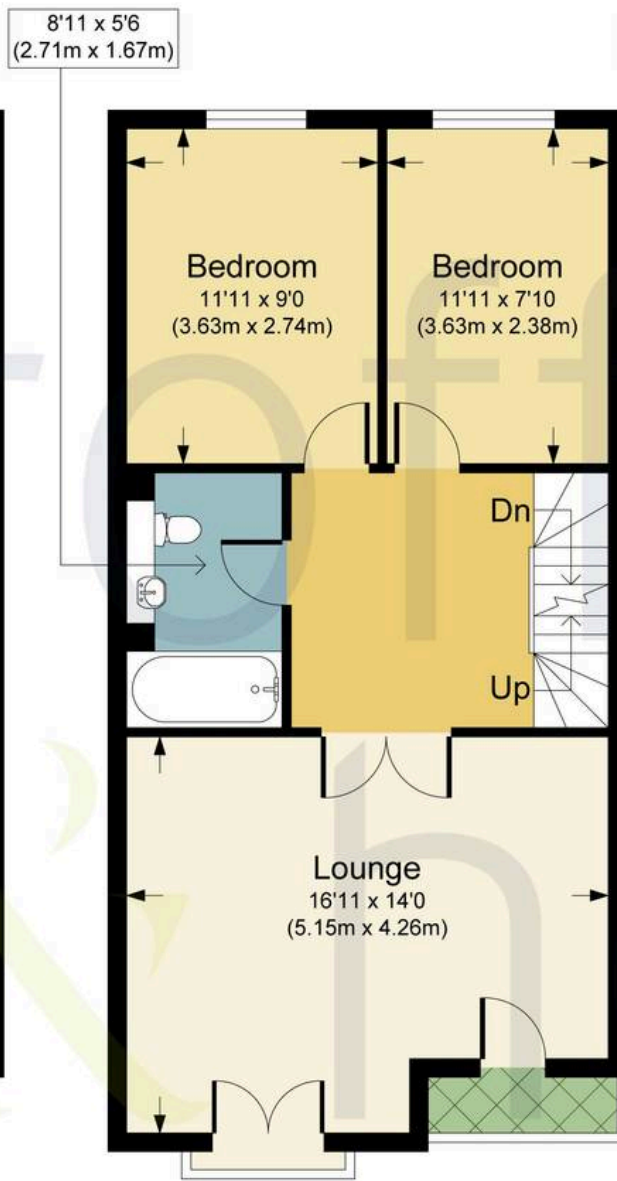 8'11 x 5'6
(2.71m x 1.67m)
Bedroom
11'11 x 9'0
(3.63m x 2.74m)
Bedroom
11'11 x 7'10
(3.63m x 2.38m)
Dn
Up
Lounge
16'11 x 14'0
(5.15m x 4.26m)